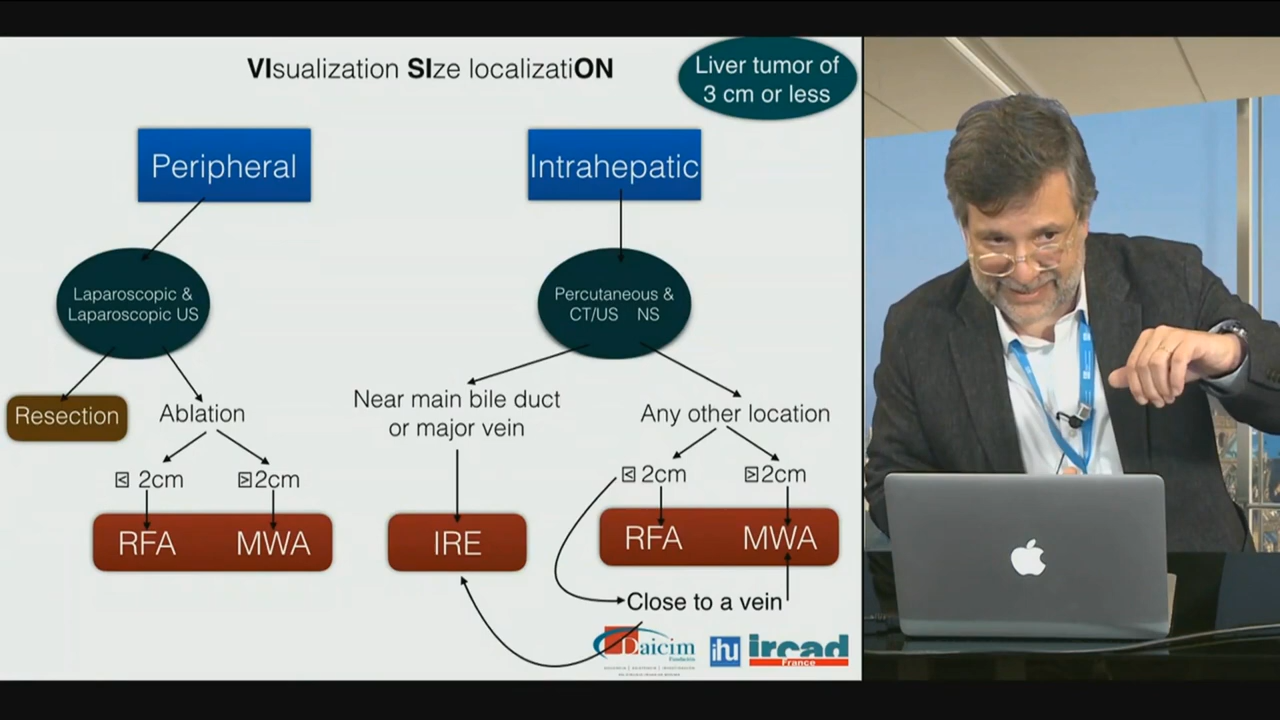 VIsualization SIze localizatiON
Liver tumor of
3 cm or less
Peripheral
Intrahepatic
Laparoscopic &
Laparoscopic US
Percutaneous &
CT/US NS
Resection
Ablation
Near main bile duct
or major vein
Any other location
< 2cm
>2cm
< 2cm
>2cm
RFA
MWA
IRE
RFA
MWA
Close to a vein
Daicim
Fundación
ihu
ircad
France